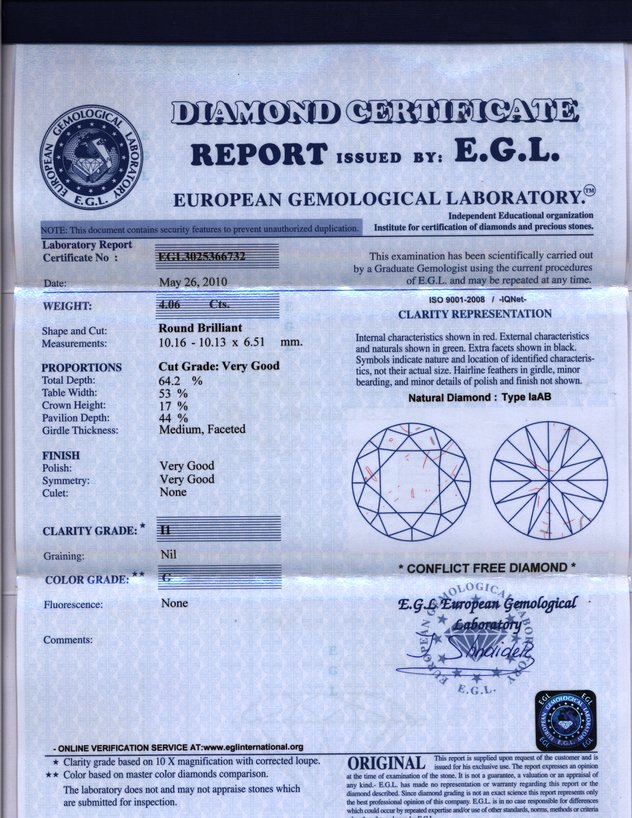 DIAMOND CERTIFICATE
REPORT ISSUED BY: E.G.L.
EUROPEAN GEMOLOGICAL LABORATORY.™
EUROPEAN GEMOLOGICAL LABORATORY
E.G.L.
Independent Educational organization
Institute for certification of diamonds and precious stones.
NOTE: This document contains security features to prevent unauthorized duplication.
Laboratory Report
Certificate No : EGL3025366732
Date: May 26, 2010
This examination has been scientifically carried out
by a Graduate Gemologist using the current procedures
of E.G.L. and may be repeated at any time.
WEIGHT: 4.06 Cts.
Shape and Cut: Round Brilliant
Measurements: 10.16 - 10.13 x 6.51 mm.
PROPORTIONS Cut Grade: Very Good
Total Depth: 64.2 %
Table Width: 53 %
Crown Height: 17 %
Pavilion Depth: 44 %
Girdle Thickness: Medium, Faceted
FINISH
Polish: Very Good
Symmetry: Very Good
Culet: None
CLARITY GRADE:* I1
Graining: Nil
COLOR GRADE:** G
Fluorescence: None
Comments:
ISO 9001-2008 / -IQNet-
CLARITY REPRESENTATION
Internal characteristics shown in red. External characteristics
and naturals shown in green. Extra facets shown in black.
Symbols indicate nature and location of identified characteris-
tics, not their actual size. Hairline feathers in girdle, minor
bearding, and minor details of polish and finish not shown.
Natural Diamond : Type IaAB
* CONFLICT FREE DIAMOND *
E.G.L European Gemological
Laboratory
EUROPEAN GEMOLOGICAL LABORATORY
E.G.L.
EGL EGL
EUROPEAN GEMOLOGICAL LABORATORY
E.G.L.
EGL EGL
- ONLINE VERIFICATION SERVICE AT:www.eglinternational.org
* Clarity grade based on 10 X magnification with corrected loupe.
** Color based on master color diamonds comparison.
The laboratory does not and may not appraise stones which
are submitted for inspection.
ORIGINAL This report is supplied upon request of the customer and is
issued for his exclusive use. The report expresses an opinion
at the time of examination of the stone. It is not a guarantee, a valuation or an appraisal of
any kind.- E.G.L. has made no representation or warranty regarding this report or the
diamond described. Since diamond grading is not an exact science this report represents only
the best professional opinion of this company. E.G.L. is in no case responsible for differences
which could occur by repeated expertise and/or use of other standards, norms, methods or criteria